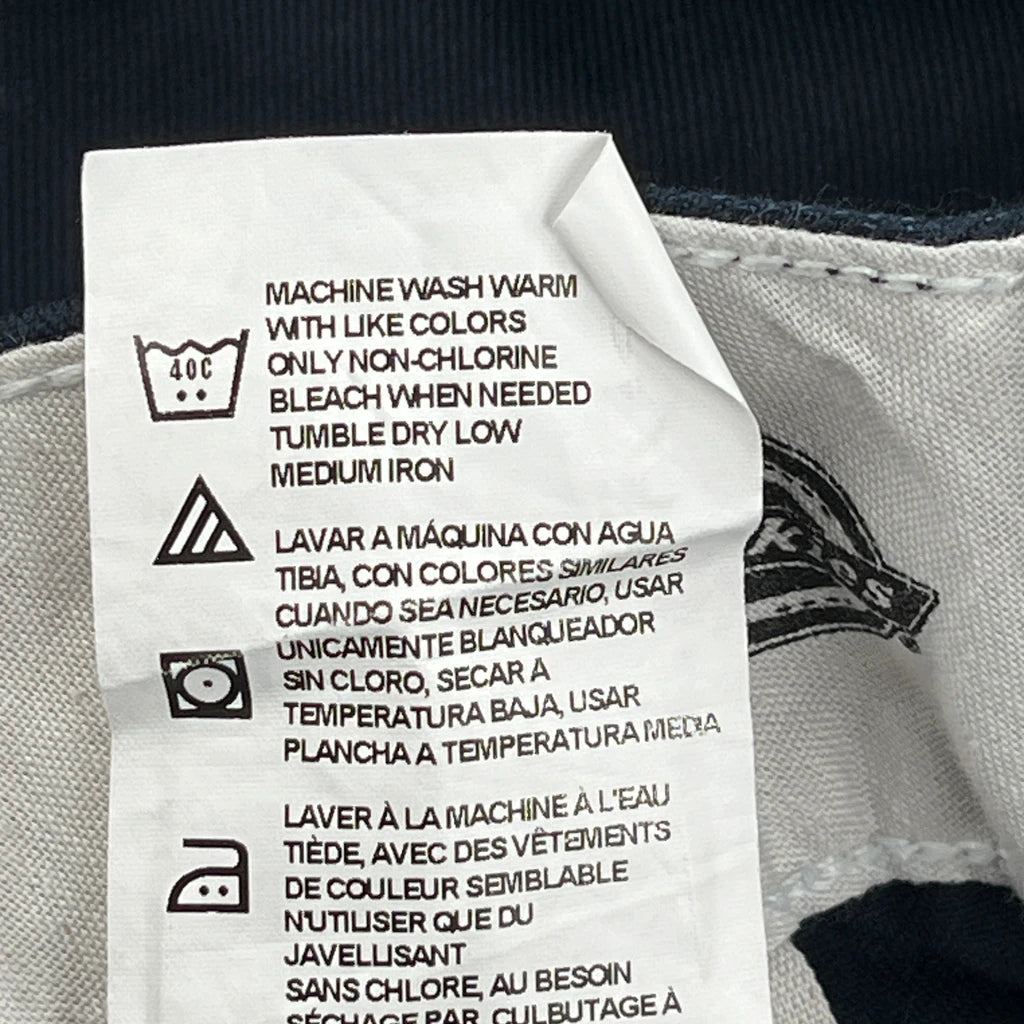 40C
MACHINE WASH WARM
WITH LIKE COLORS
ONLY NON-CHLORINE
BLEACH WHEN NEEDED
TUMBLE DRY LOW
MEDIUM IRON
LAVAR A MÁQUINA CON AGUA
TIBIA, CON COLORES SIMILARES
CUANDO SEA NECESARIO, USAR
ÚNICAMENTE BLANQUEADOR
SIN CLORO, SECAR A
TEMPERATURA BAJA, USAR
PLANCHA A TEMPERATURA MEDIA
LAVER À LA MACHINE À L'EAU
TIÈDE, AVEC DES VÊTEMENTS
DE COULEUR SEMBLABLE
N'UTILISER QUE DU
JAVELLISANT
SANS CHLORE, AU BESOIN
SÉCHAGE PAR CULBUTAGE À